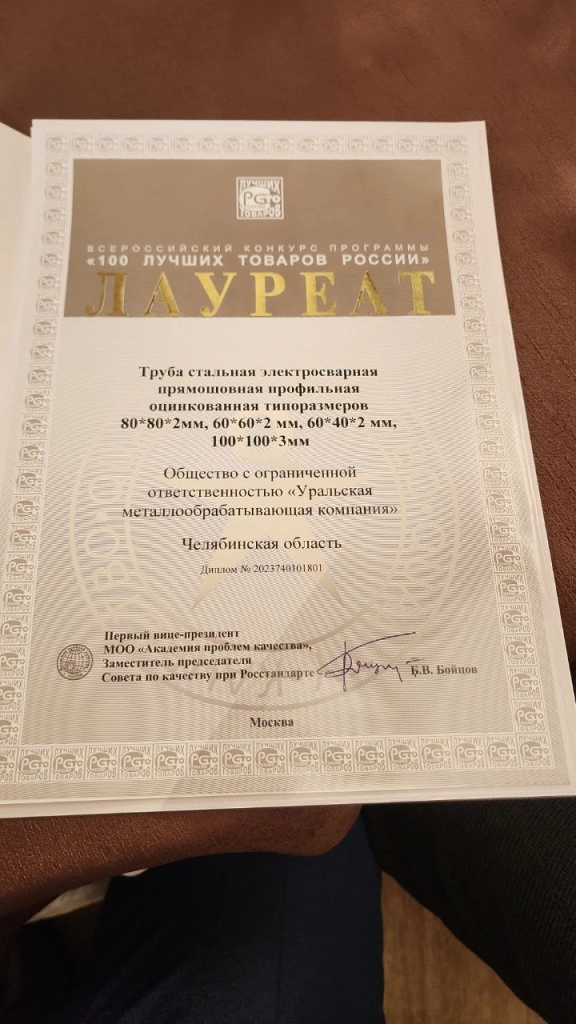 ЛУЧШИХ
PG
ТОВАРОВ
ВСЕРОССИЙСКИЙ КОНКУРС ПРОГРАММЫ
«100 ЛУЧШИХ ТОВАРОВ РОССИИ»
ЛАУРЕАТ
Труба стальная электросварная
прямошовная профильная
оцинкованная типоразмеров
80*80*2мм, 60*60*2 мм, 60*40*2 мм,
100*100*3мм
Общество с ограниченной
ответственностью «Уральская
металлообрабатывающая компания»
Челябинская область
Диплом № 2023740101801
Первый вице-президент
МОО «Академия проблем качества»,
Заместитель председателя
Совета по качеству при Росстандарте
Б.В. Бойцов
Москва